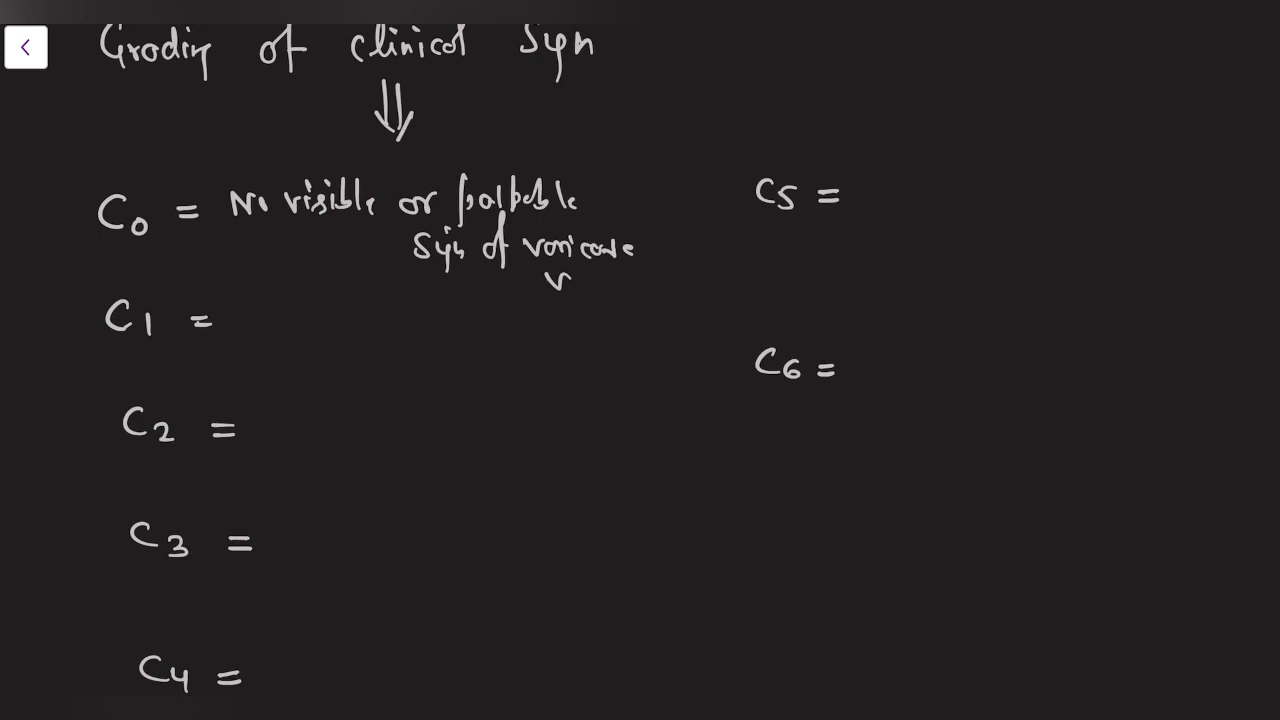 Grading of clinical Sign
C0 = No visible or palpable
Sign of varicose
V
C1 =
C2 =
C3 =
C4 =
C5 =
C6 =